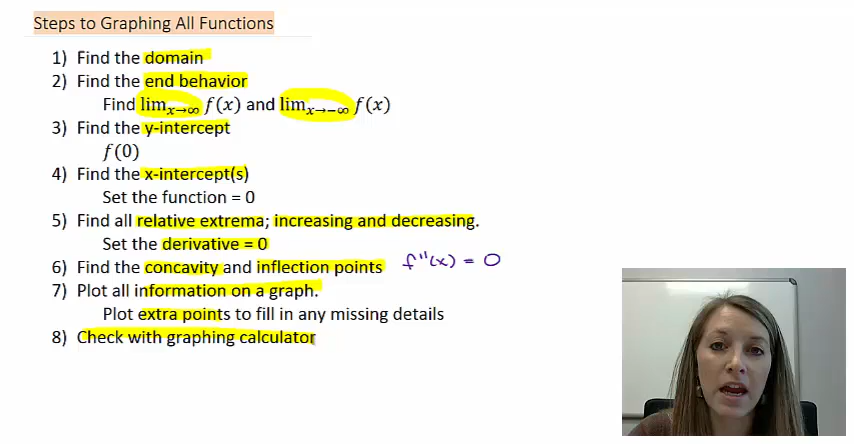 Steps to Graphing All Functions
1) Find the domain
2) Find the end behavior
Find limₓ→∞ f(x) and limₓ→−∞ f(x)
3) Find the y-intercept
f(0)
4) Find the x-intercept(s)
Set the function = 0
5) Find all relative extrema; increasing and decreasing.
Set the derivative = 0
6) Find the concavity and inflection points f''(x) = 0
7) Plot all information on a graph.
Plot extra points to fill in any missing details
8) Check with graphing calculator